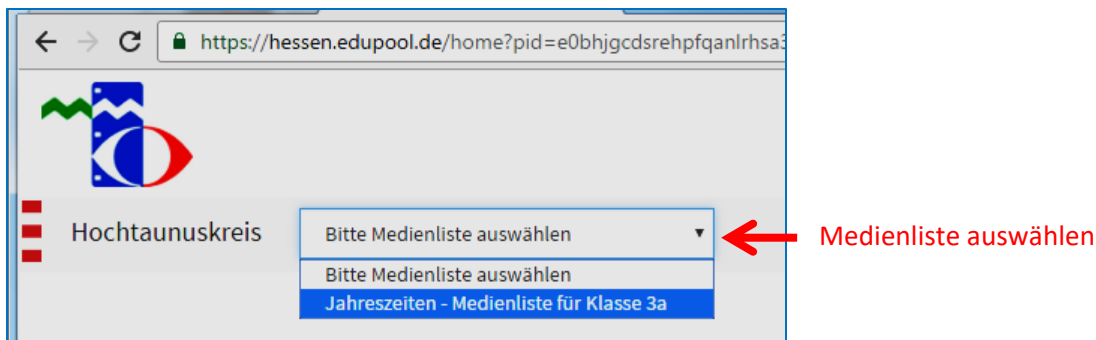 https://hessen.edupool.de/home?pid=e0bhjgcdsrehpfqanlrhsa3
Hochtaunuskreis
Bitte Medienliste auswählen
Medienliste auswählen
Bitte Medienliste auswählen
Jahreszeiten - Medienliste für Klasse 3a